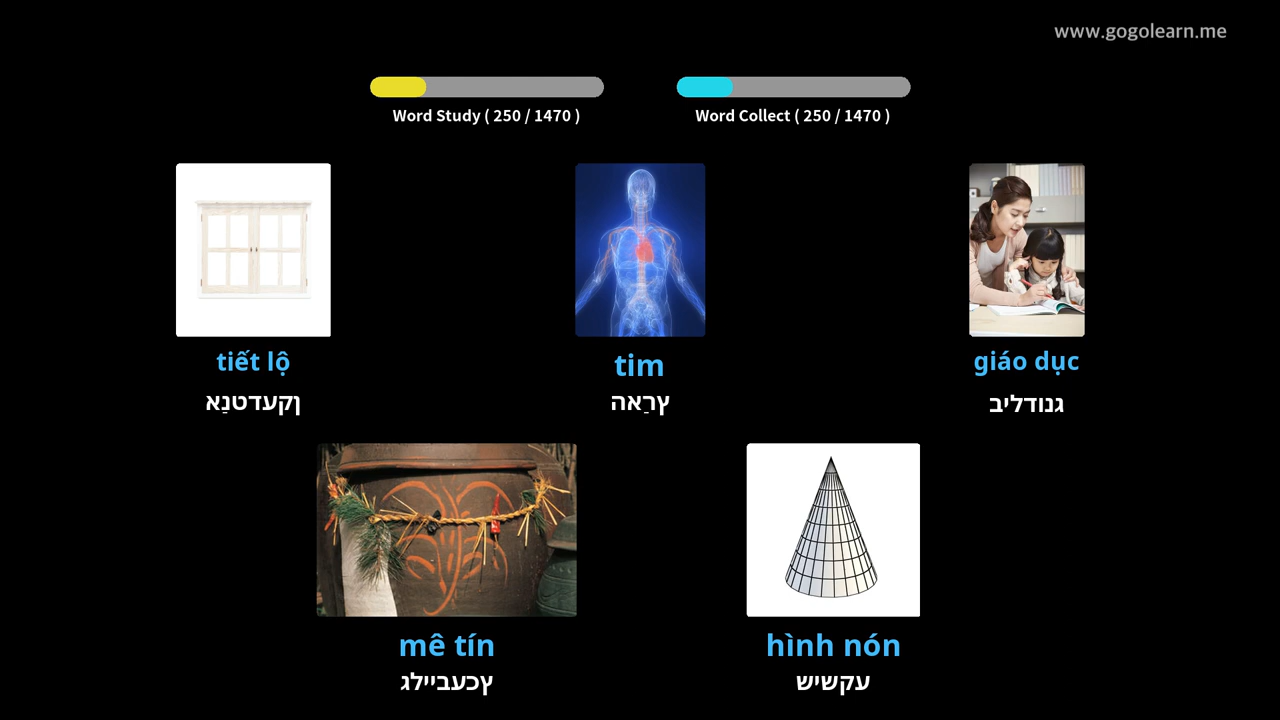 www.gogolearn.me
Word Study ( 250 / 1470 )
Word Collect ( 250 / 1470 )
tiết lộ
אַנטדעקן
tim
האַרץ
giáo dục
בילדונג
mê tín
גלייבעכץ
hình nón
שישקע